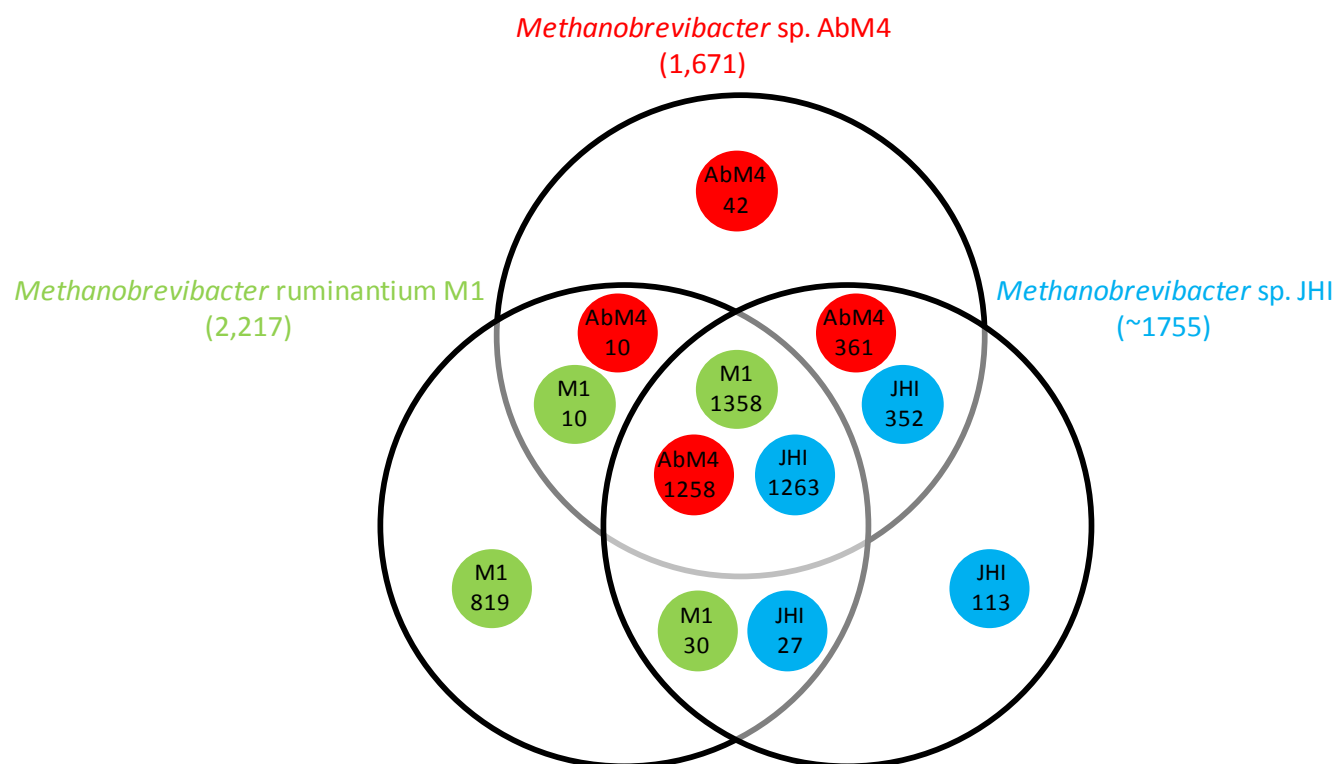 Methanobrevibacter sp. AbM4
(1,671)
AbM4
42
Methanobrevibacter ruminantium M1
(2,217)
Methanobrevibacter sp. JHI
(~1755)
AbM4
10
M1
10
AbM4
361
JHI
352
M1
1358
AbM4
1258
JHI
1263
M1
819
M1
30
JHI
27
JHI
113